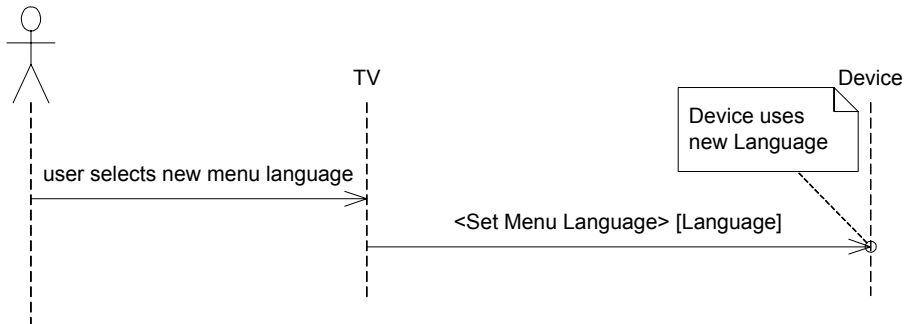 TV
Device
Device uses
new Language
user selects new menu language
<Set Menu Language> [Language]